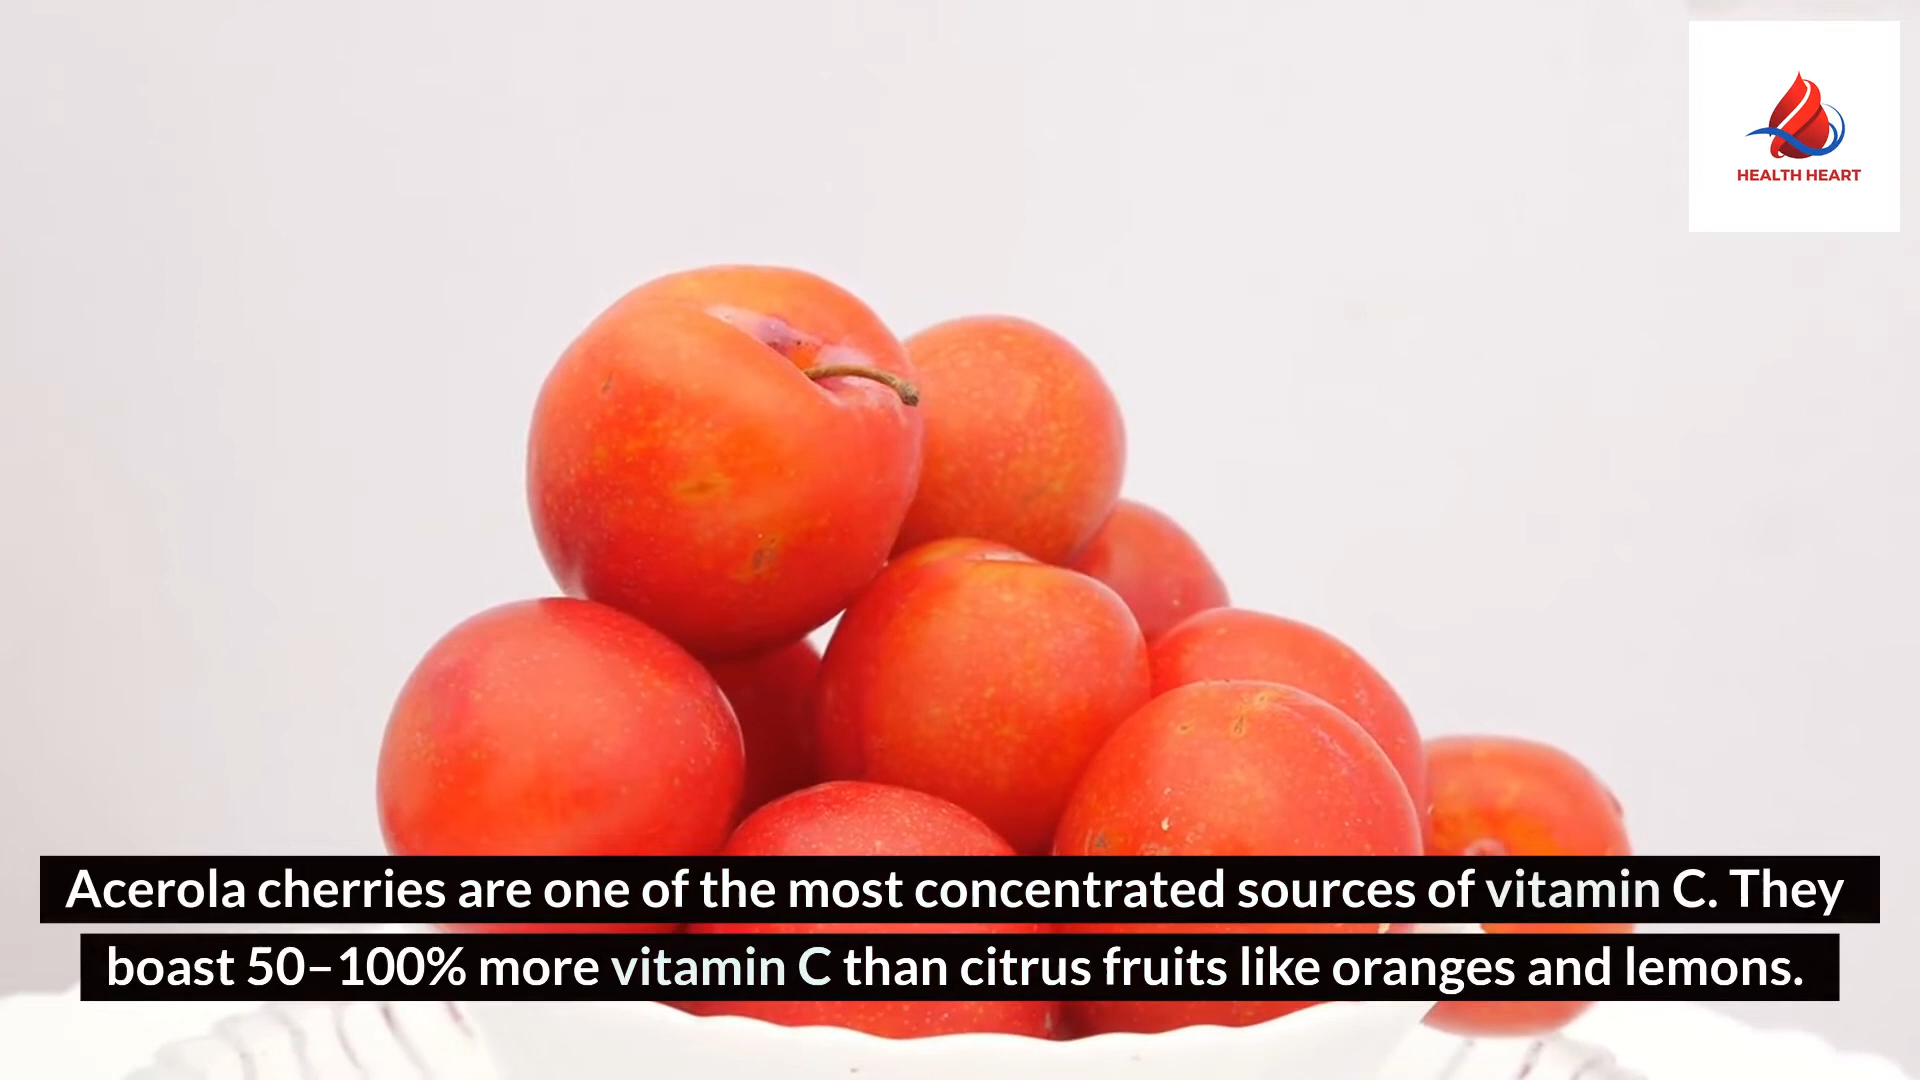 HEALTH HEART
Acerola cherries are one of the most concentrated sources of vitamin C. They
boast 50–100% more vitamin C than citrus fruits like oranges and lemons.